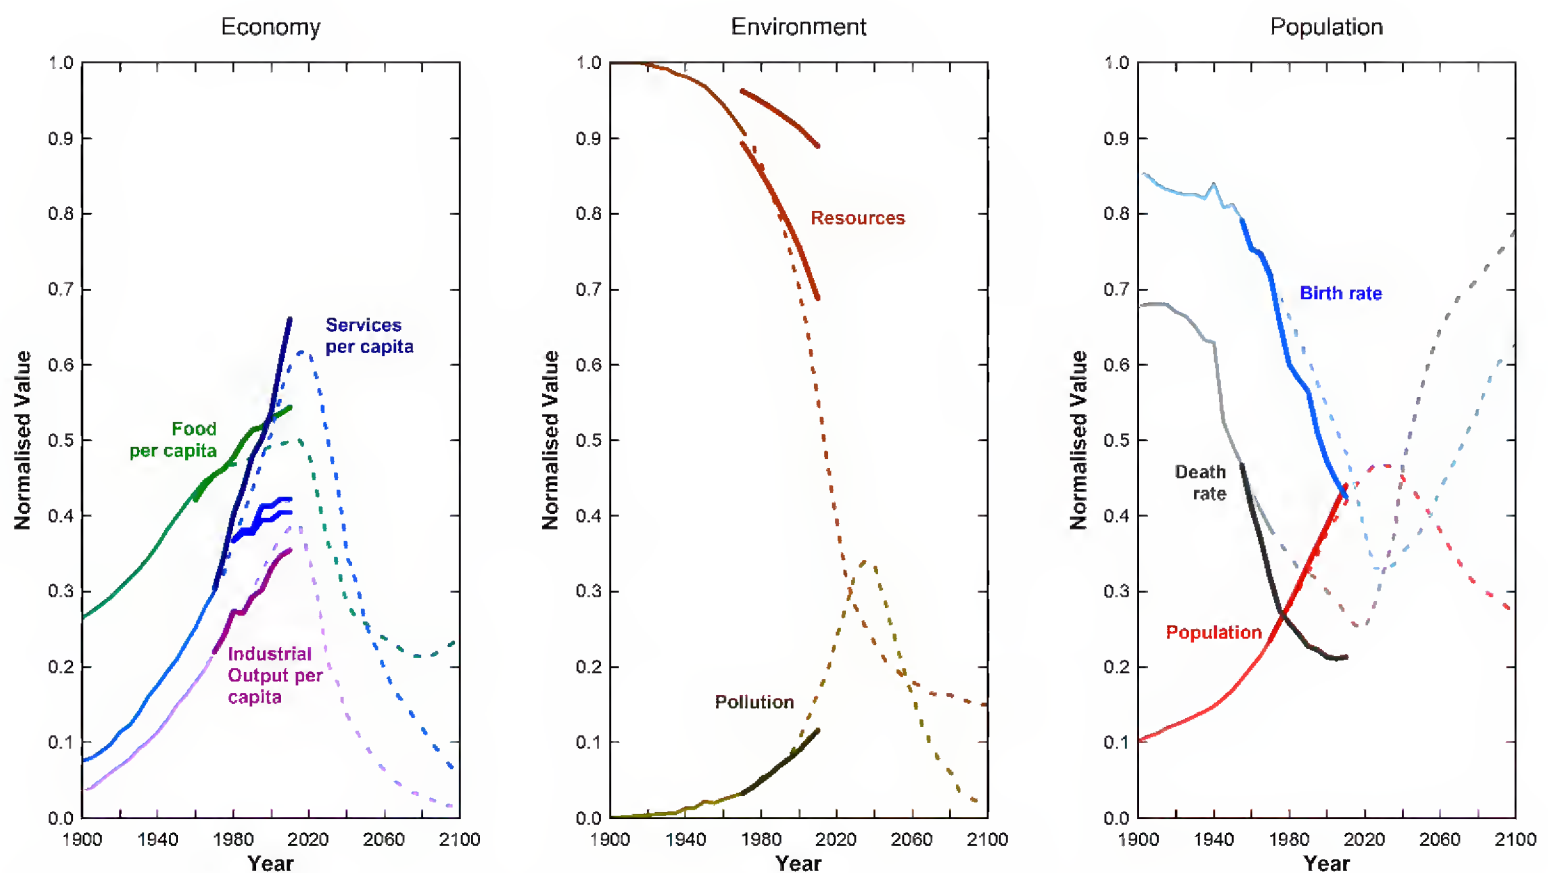 Economy
Normalised Value
1.0
0.9
0.8
0.7
0.6
0.5
0.4
0.3
0.2
0.1
0.0
Services
per capita
Food
per capita
Industrial
Output per
capita
1900 1940 1980 2020 2060 2100
Year
Environment
Normalised Value
1.0
0.9
0.8
0.7
0.6
0.5
0.4
0.3
0.2
0.1
0.0
Resources
Pollution
1900 1940 1980 2020 2060 2100
Year
Population
Normalised Value
1.0
0.9
0.8
0.7
0.6
0.5
0.4
0.3
0.2
0.1
0.0
Birth rate
Death
rate
Population
1900 1940 1980 2020 2060 2100
Year